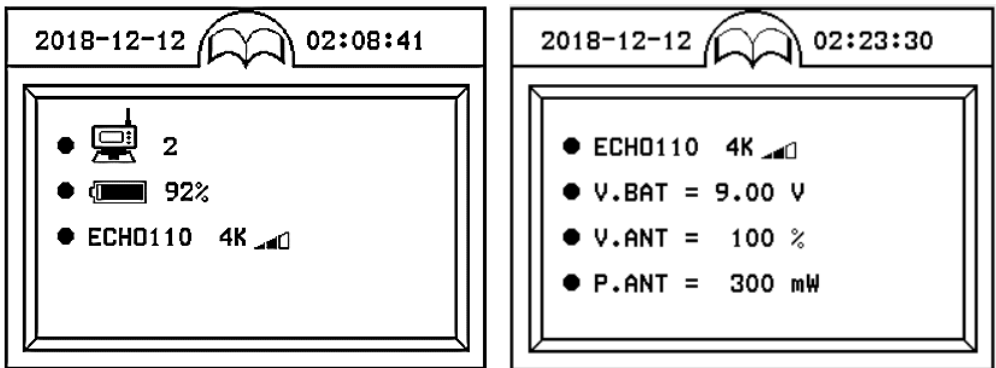 2018-12-12 02:08:41
2
92%
ECHO110 4K
2018-12-12 02:23:30
ECHO110 4K
V.BAT = 9.00 V
V.ANT = 100 %
P.ANT = 300 mW